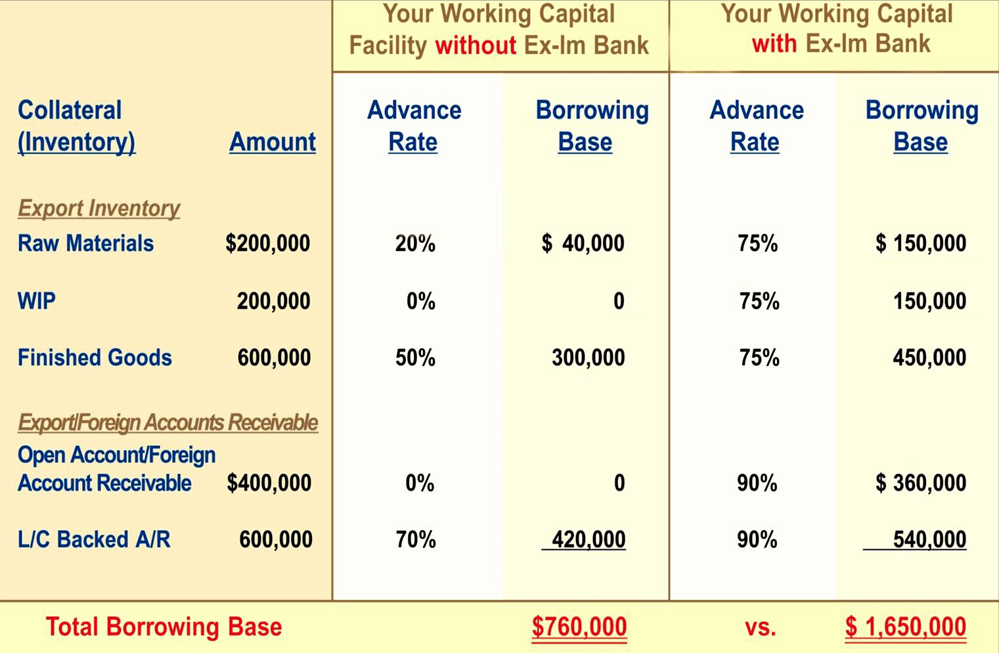 Your Working Capital
Facility without Ex-Im Bank
Your Working Capital
with Ex-Im Bank
Collateral
(Inventory) Amount
Advance
Rate
Borrowing
Base
Advance
Rate
Borrowing
Base
Export Inventory
Raw Materials $200,000 20% $ 40,000 75% $ 150,000
WIP 200,000 0% 0 75% 150,000
Finished Goods 600,000 50% 300,000 75% 450,000
Export/Foreign Accounts Receivable
Open Account/Foreign
Account Receivable $400,000 0% 0 90% $ 360,000
L/C Backed A/R 600,000 70% 420,000 90% 540,000
Total Borrowing Base $760,000 vs. $ 1,650,000